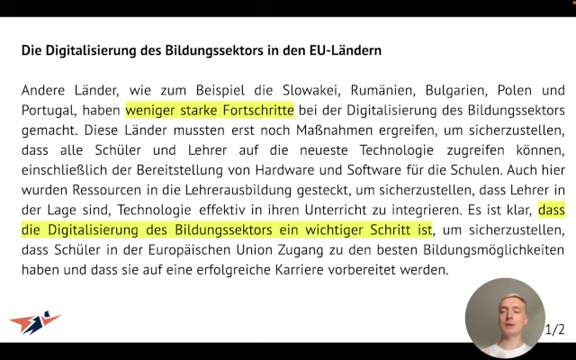 Die Digitalisierung des Bildungssektors in den EU-Ländern
Andere Länder, wie zum Beispiel die Slowakei, Rumänien, Bulgarien, Polen und
Portugal, haben weniger starke Fortschritte bei der Digitalisierung des Bildungssektors
gemacht. Diese Länder mussten erst noch Maßnahmen ergreifen, um sicherzustellen,
dass alle Schüler und Lehrer auf die neueste Technologie zugreifen können,
einschließlich der Bereitstellung von Hardware und Software für die Schulen. Auch hier
wurden Ressourcen in die Lehrerausbildung gesteckt, um sicherzustellen, dass Lehrer in
der Lage sind, Technologie effektiv in ihren Unterricht zu integrieren. Es ist klar, dass
die Digitalisierung des Bildungssektors ein wichtiger Schritt ist, um sicherzustellen,
dass Schüler in der Europäischen Union Zugang zu den besten Bildungsmöglichkeiten
haben und dass sie auf eine erfolgreiche Karriere vorbereitet werden.
1/2